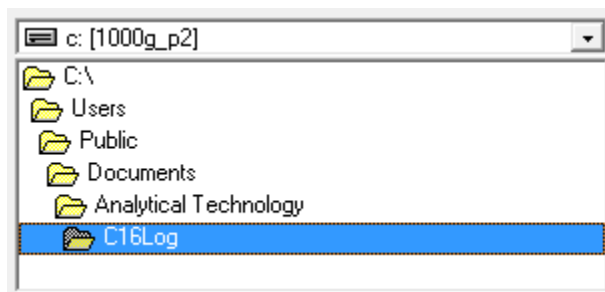 c: [1000g_p2]
C:\
Users
Public
Documents
Analytical Technology
C16Log